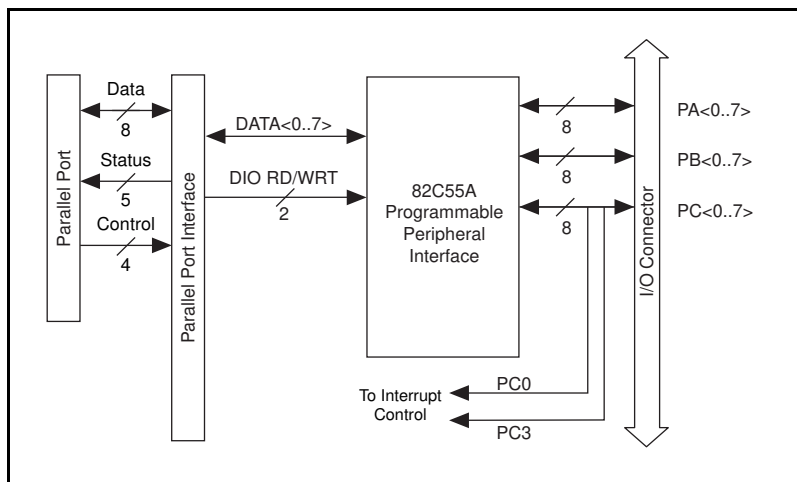 Parallel Port
Data
8
Status
5
Control
4
Parallel Port Interface
DATA<0..7>
DIO RD/WRT
2
82C55A
Programmable
Peripheral
Interface
8
8
8
I/O Connector
PA<0..7>
PB<0..7>
PC<0..7>
To Interrupt
Control
PC0
PC3